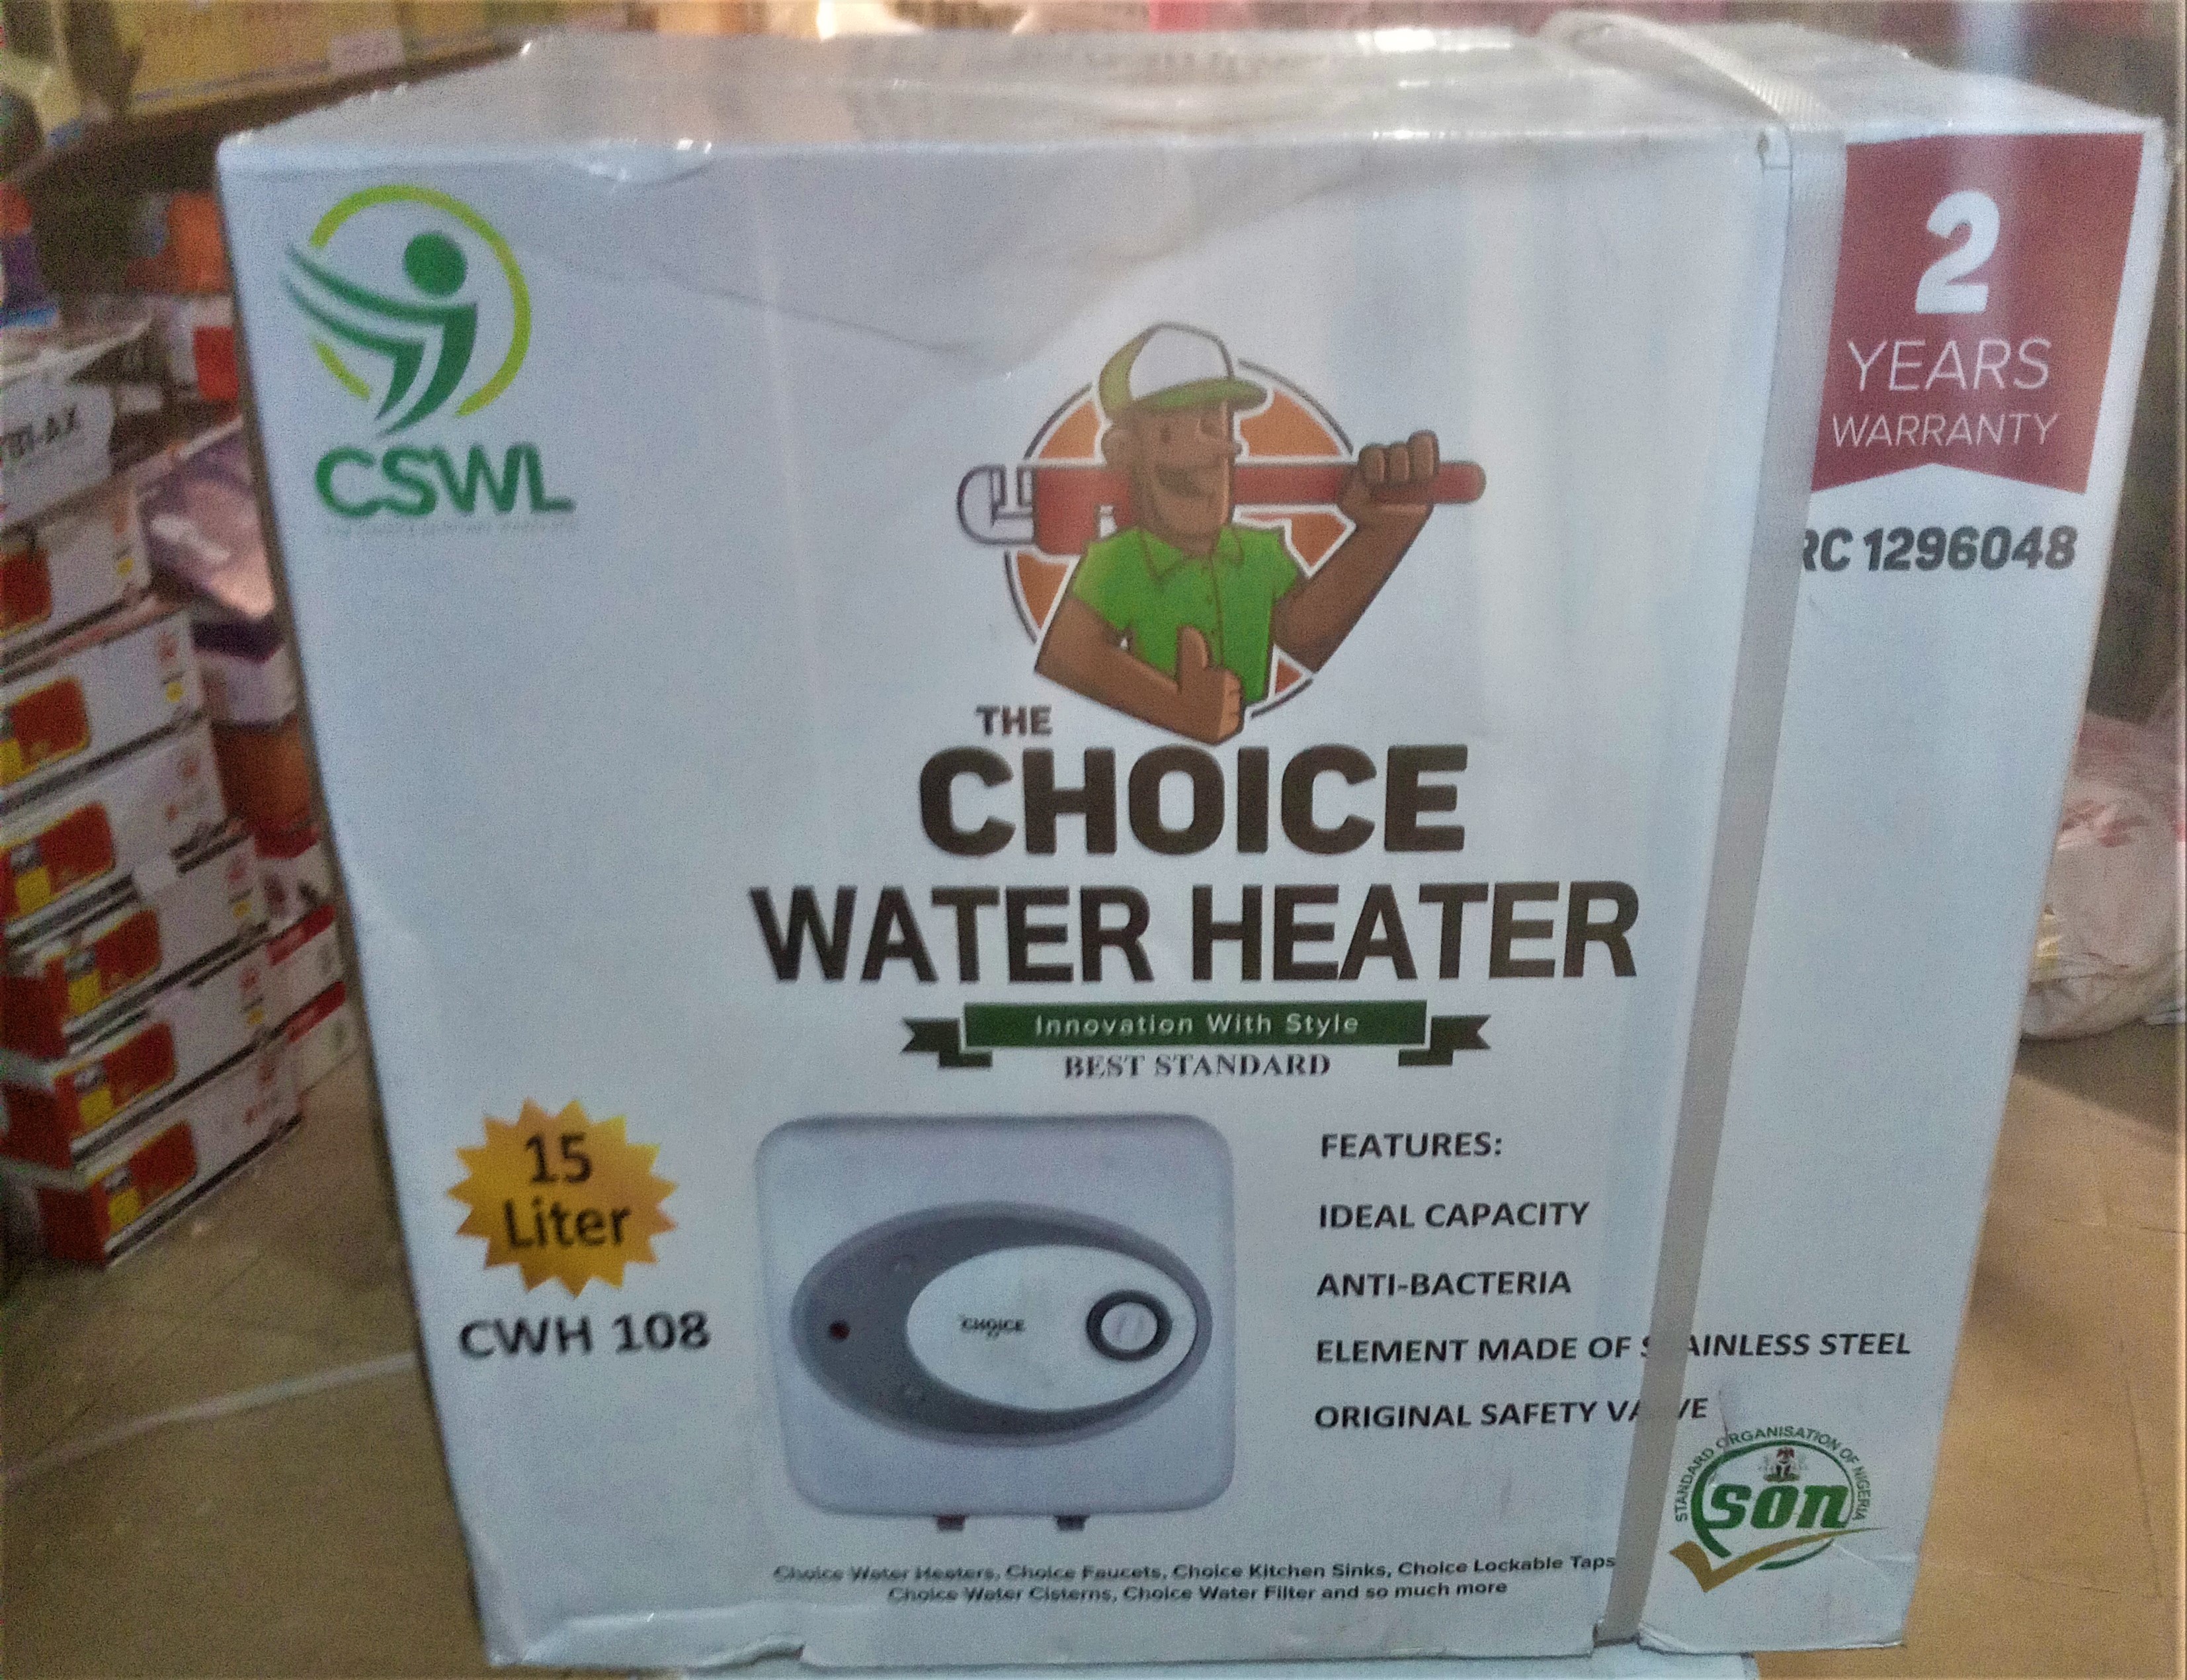 CSWL
2
YEARS
WARRANTY
RC 1296048
THE
CHOICE
WATER HEATER
Innovation With Style
BEST STANDARD
15
Liter
CWH 108
CHOICE
FEATURES:
IDEAL CAPACITY
ANTI-BACTERIA
ELEMENT MADE OF STAINLESS STEEL
ORIGINAL SAFETY VALVE
STANDARD ORGANISATION OF NIGERIA
SON
Choice Water Heaters, Choice Faucets, Choice Kitchen Sinks, Choice Lockable Taps
Choice Water Cisterns, Choice Water Filter and so much more